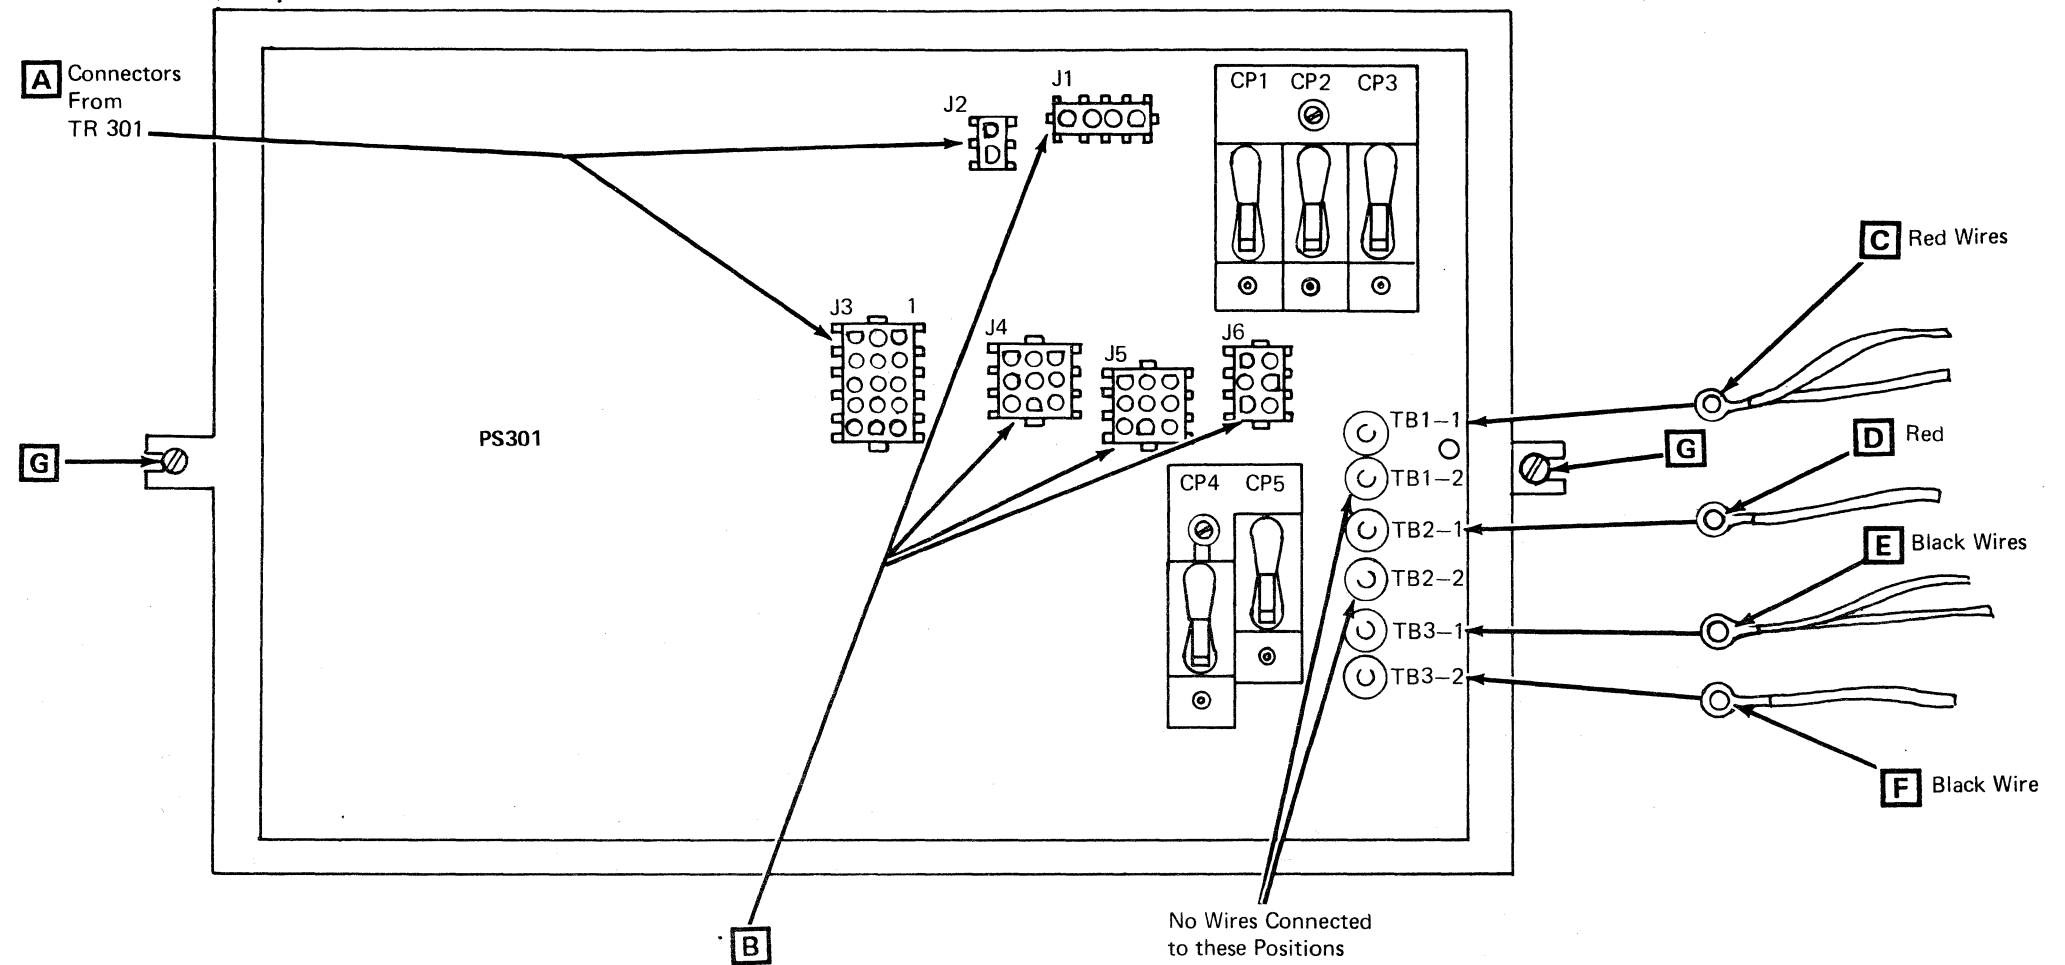 A Connectors
From
TR 301
J2
J1
CP1 CP2 CP3
C Red Wires
J3 1
J4
J5
J6
TB1–1
G
D Red
PS301
G
CP4 CP5
TB1–2
TB2–1
E Black Wires
TB2–2
TB3–1
TB3–2
F Black Wire
No Wires Connected
to these Positions
B